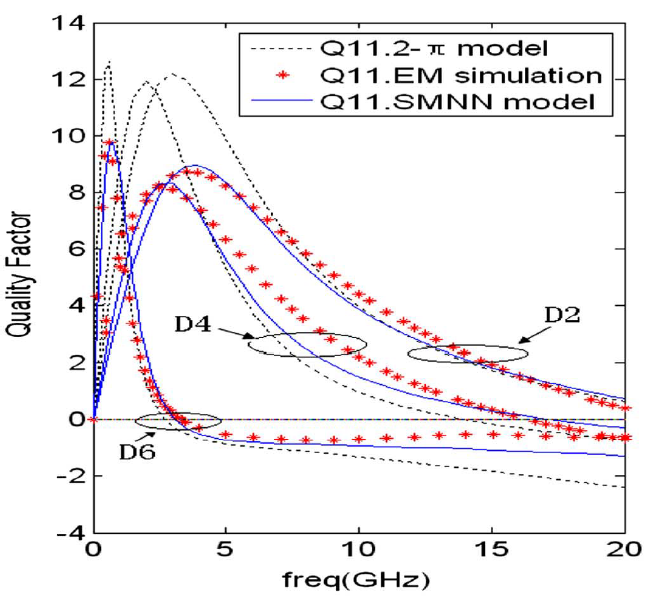 14
12
10
8
6
4
2
0
-2
-4
Quality Factor
Q11.2-π model
Q11.EM simulation
Q11.SMNN model
D4
D2
D6
0 5 10 15 20
freq(GHz)